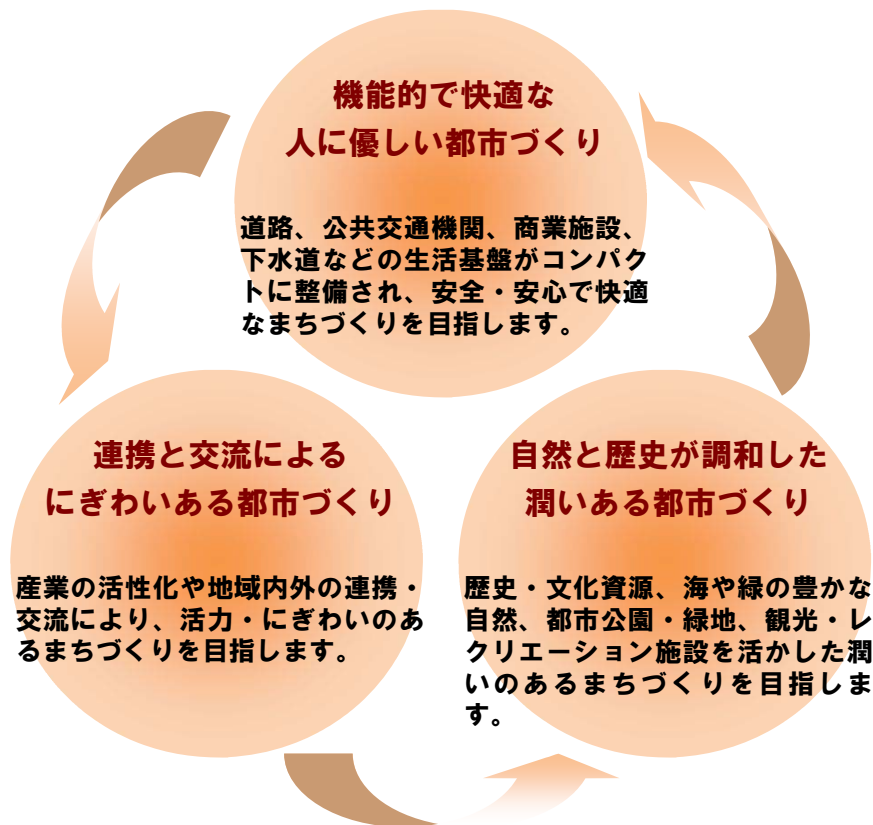 機能的で快適な
人に優しい都市づくり
道路、公共交通機関、商業施設、
下水道などの生活基盤がコンパク
トに整備され、安全・安心で快適
なまちづくりを目指します。
連携と交流による
にぎわいある都市づくり
産業の活性化や地域内外の連携・
交流により、活力・にぎわいのあ
るまちづくりを目指します。
自然と歴史が調和した
潤いある都市づくり
歴史・文化資源、海や緑の豊かな
自然、都市公園・緑地、観光・レ
クリエーション施設を活かした潤
いのあるまちづくりを目指しま
す。